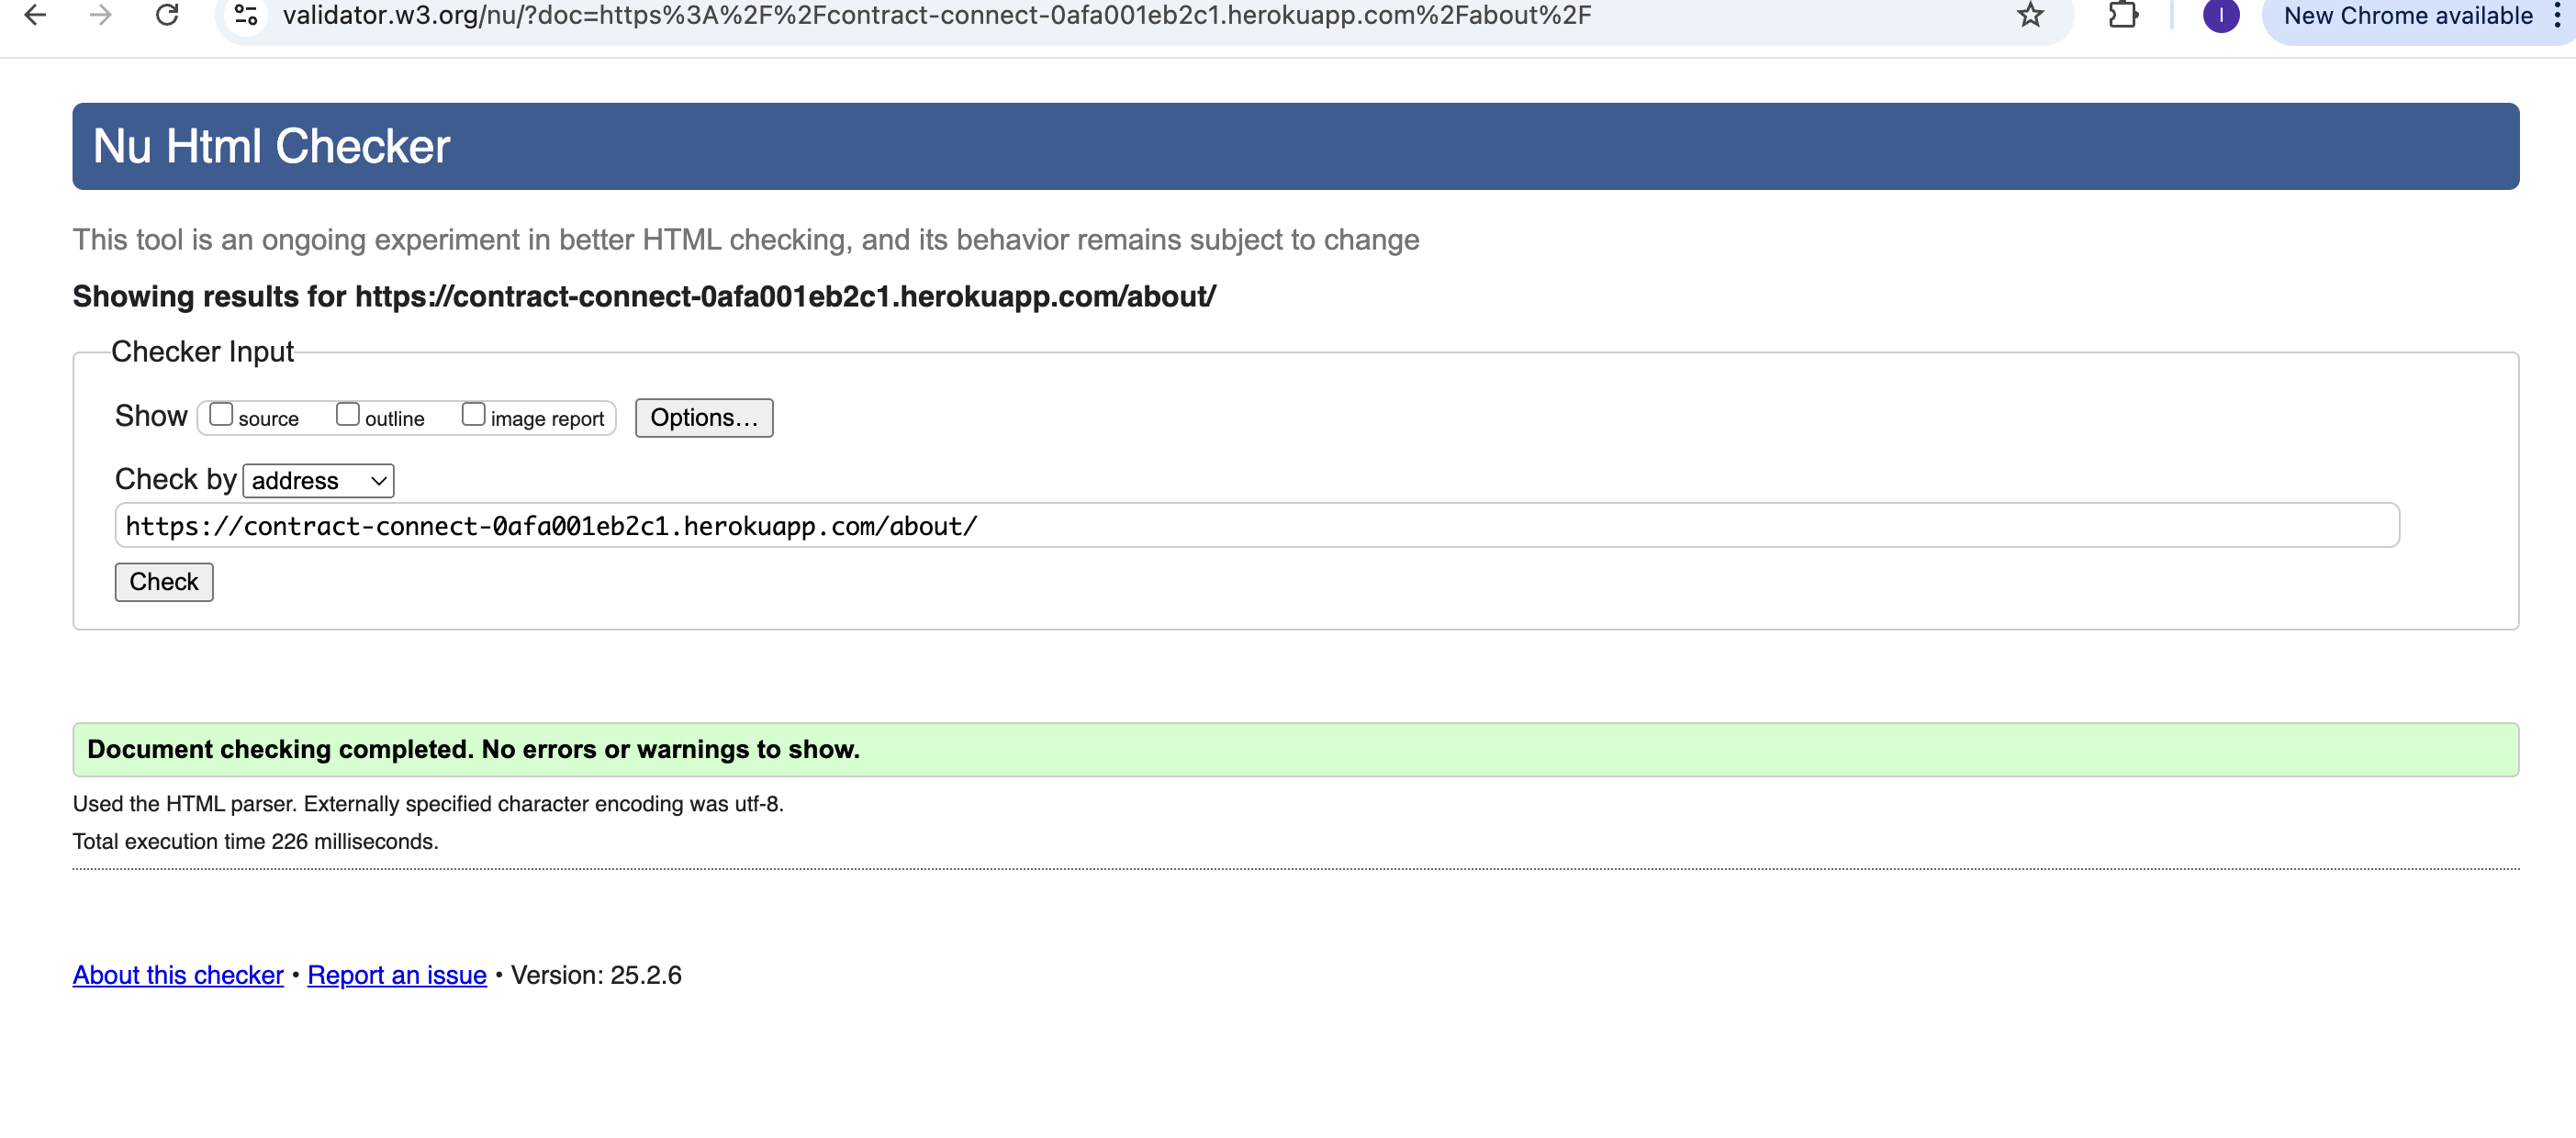 validator.w3.org/nu/?doc=https%3A%2F%2Fcontract-connect-0afa001eb2c1.herokuapp.com%2Fabout%2F
I
New Chrome available
Nu Html Checker
This tool is an ongoing experiment in better HTML checking, and its behavior remains subject to change
Showing results for https://contract-connect-0afa001eb2c1.herokuapp.com/about/
Checker Input
Show source outline image report Options...
Check by address
https://contract-connect-0afa001eb2c1.herokuapp.com/about/
Check
Document checking completed. No errors or warnings to show.
Used the HTML parser. Externally specified character encoding was utf-8.
Total execution time 226 milliseconds.
About this checker • Report an issue • Version: 25.2.6